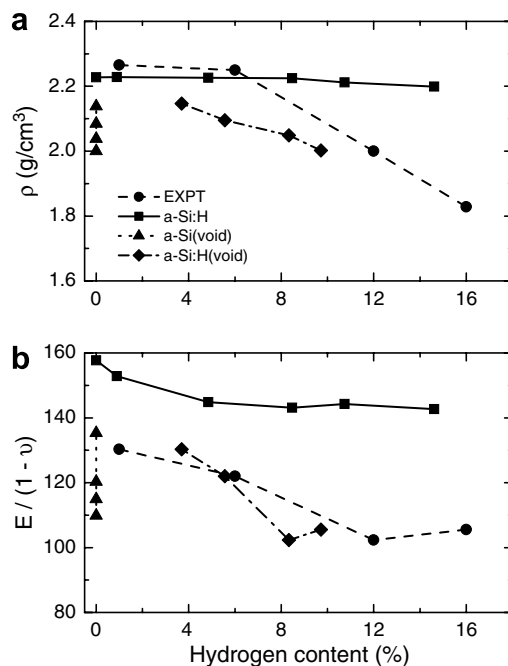 a
2.4
2.2
2.0
1.8
1.6
ρ (g/cm³)
EXPT
a-Si:H
a-Si(void)
a-Si:H(void)
0 4 8 12 16
b
160
140
120
100
80
E / (1 - υ)
0 4 8 12 16
Hydrogen content (%)